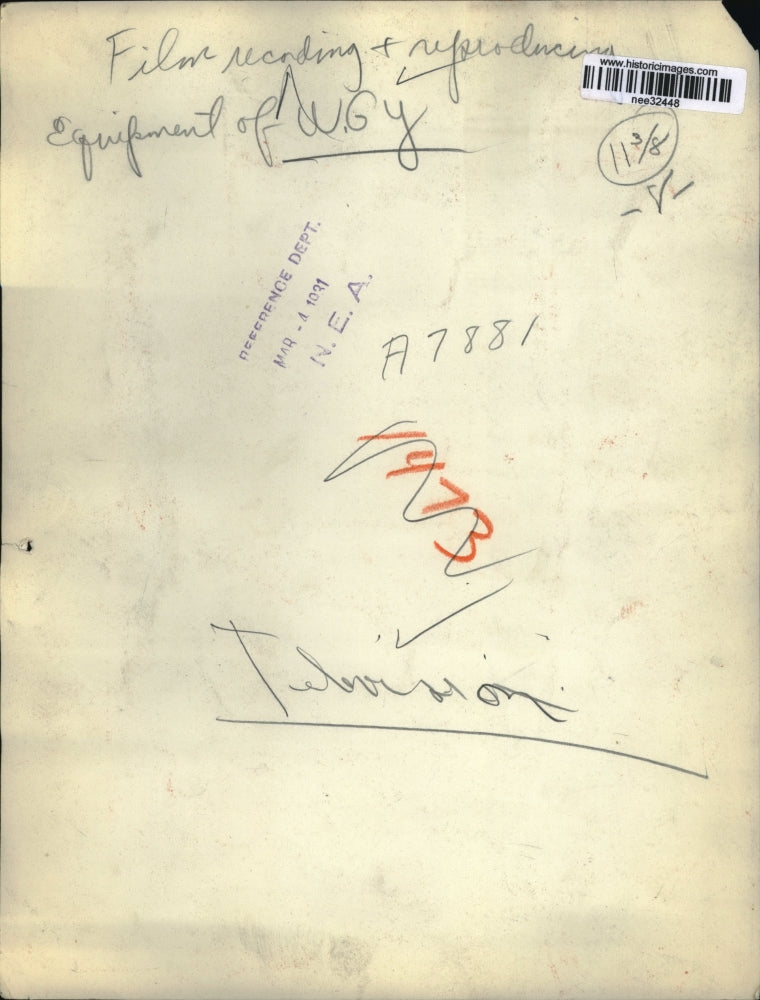 Film recording + reproducing
www.historicimages.com
nee32448
Equipment of W.G.Y
11 3/8
REFERENCE DEPT.
MAR - 4 1931
N. E. A.
A7881
1473
Television